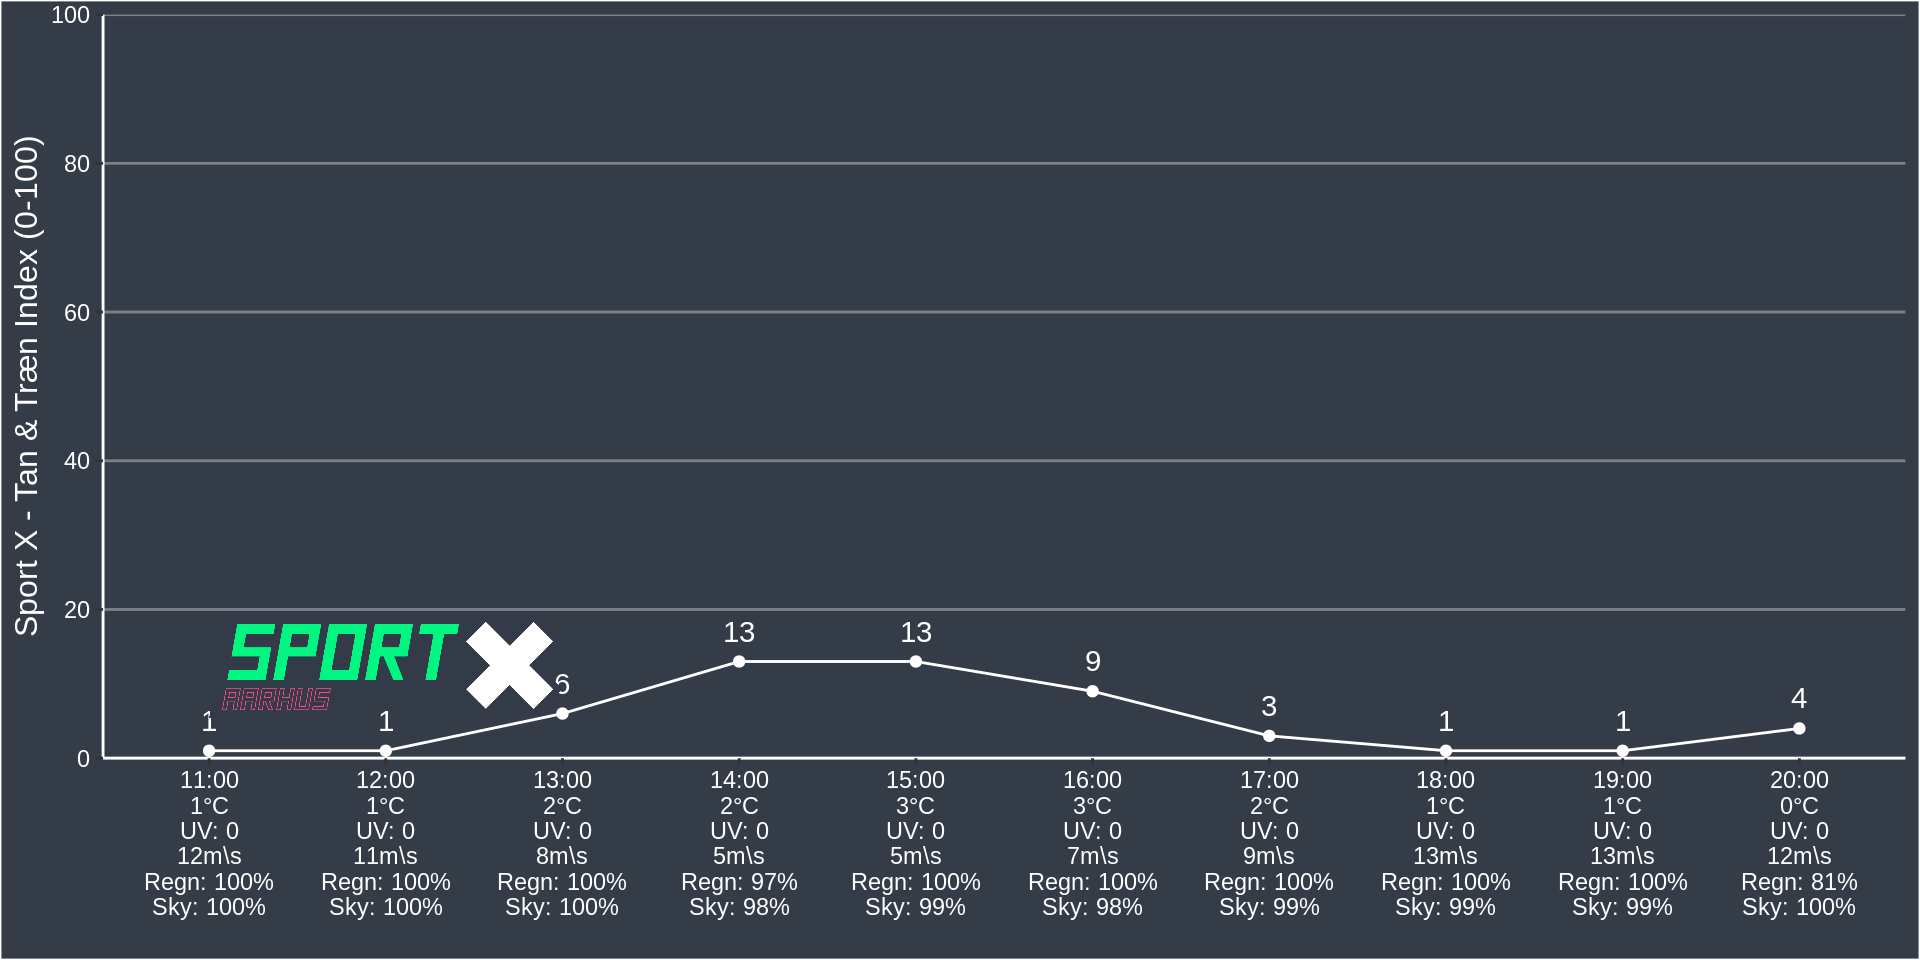 Sport X - Tan & Træn Index (0-100)
100
80
60
40
20
0
SPORT X
AARHUS
1
1
6
13
13
9
3
1
1
4
11:00 12:00 13:00 14:00 15:00 16:00 17:00 18:00 19:00 20:00
1°C 1°C 2°C 2°C 3°C 3°C 2°C 1°C 1°C 0°C
UV: 0 UV: 0 UV: 0 UV: 0 UV: 0 UV: 0 UV: 0 UV: 0 UV: 0 UV: 0
12m\s 11m\s 8m\s 5m\s 5m\s 7m\s 9m\s 13m\s 13m\s 12m\s
Regn: 100% Regn: 100% Regn: 100% Regn: 97% Regn: 100% Regn: 100% Regn: 100% Regn: 100% Regn: 100% Regn: 81%
Sky: 100% Sky: 100% Sky: 100% Sky: 98% Sky: 99% Sky: 98% Sky: 99% Sky: 99% Sky: 99% Sky: 100%